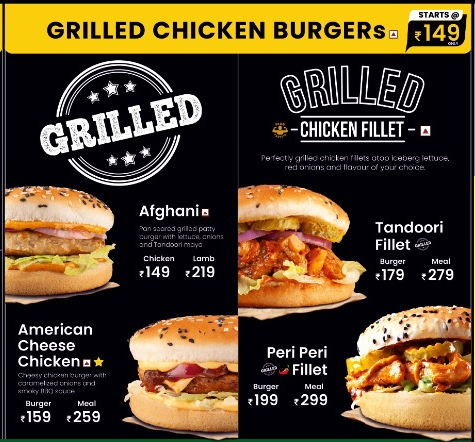 GRILLED CHICKEN BURGERs
STARTS @
₹149
ONLY
GRILLED
GRILLED
CHICKEN FILLET
Perfectly grilled chicken fillets atop iceberg lettuce,
red onions and flavour of your choice.
Afghani
Pan seared grilled patty
burger with lettuce, onions
and Tandoori mayo
Chicken Lamb
₹149 ₹219
Tandoori
Fillet GRILLED
Burger Meal
₹179 ₹279
American
Cheese
Chicken
Cheesy chicken burger with
caramelized onions and
smoky BBQ sauce
Burger Meal
₹159 ₹259
Peri Peri
GRILLED Fillet
Burger Meal
₹199 ₹299